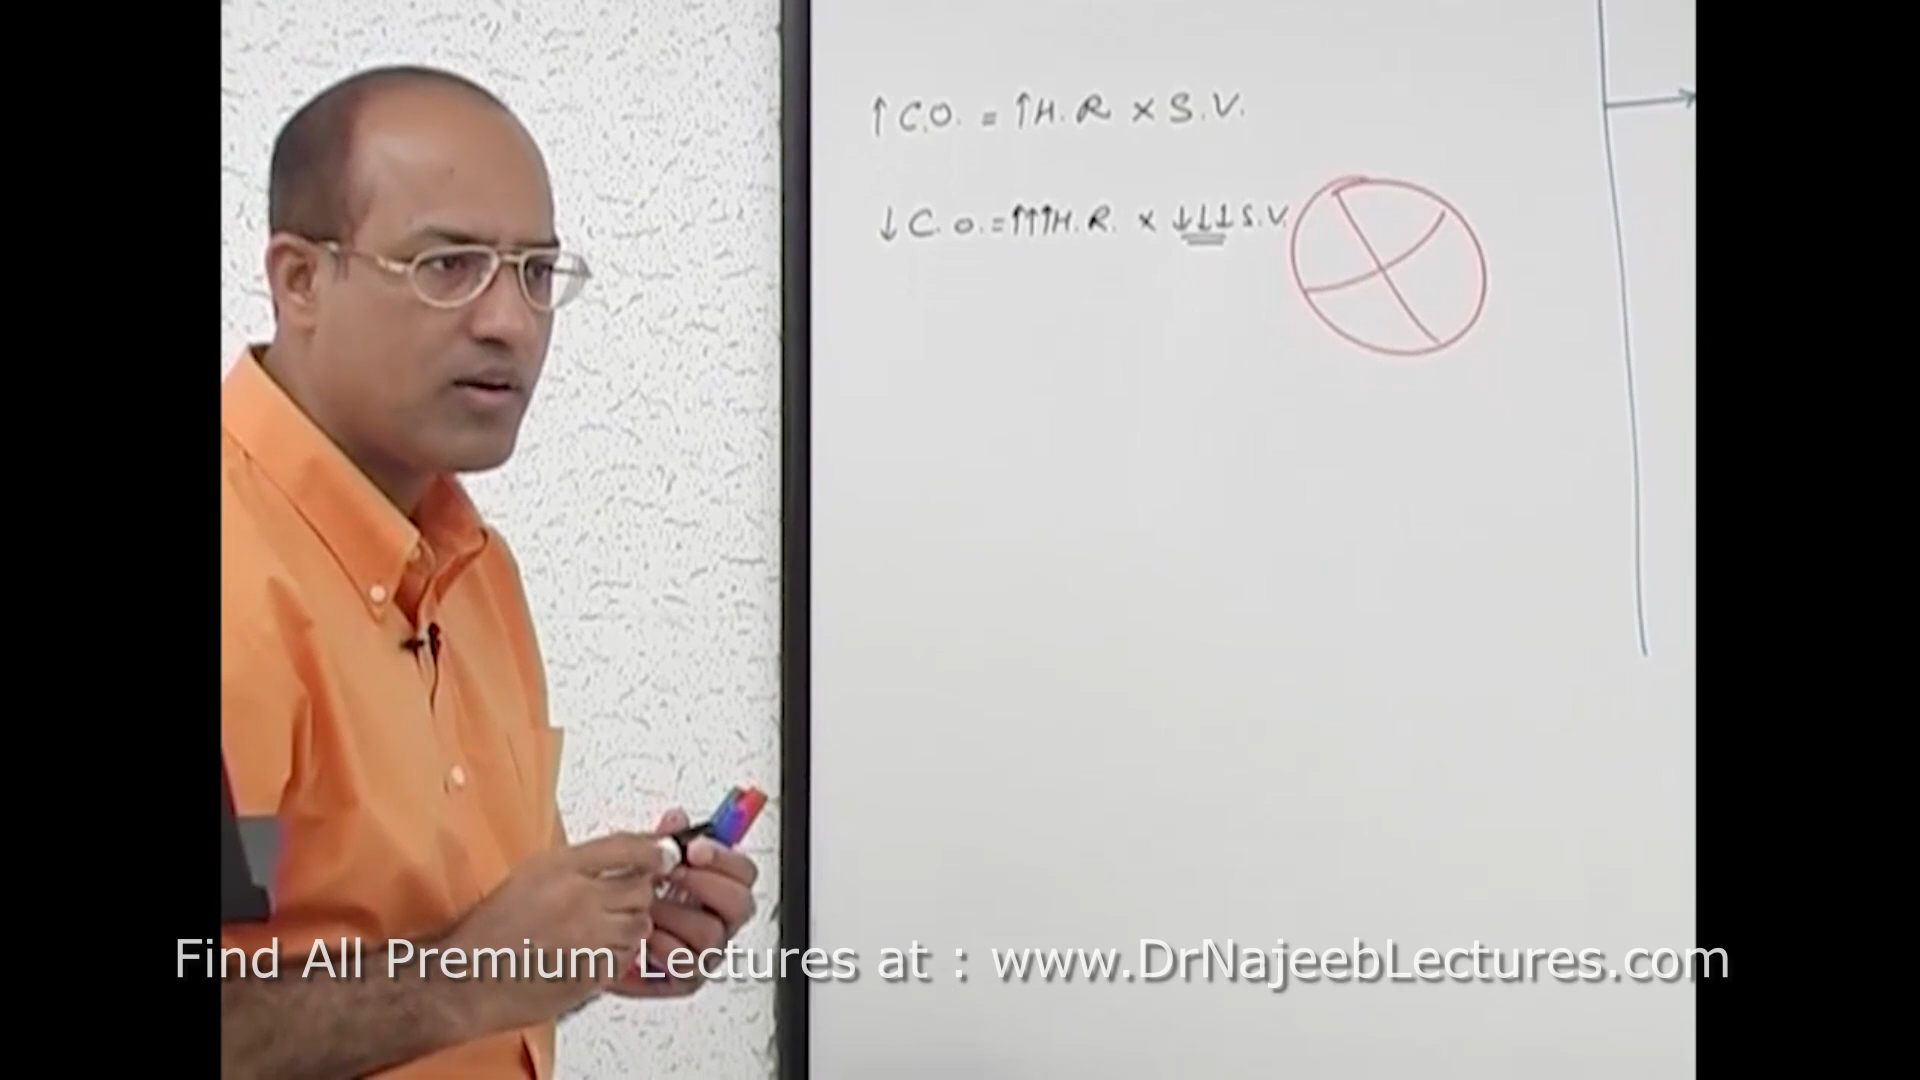 ↑ C.O. = ↑ H.R × S.V.
↓ C.O. = ↑↑↑ H.R. × ↓↓↓ S.V.
Find All Premium Lectures at : www.DrNajeebLectures.com